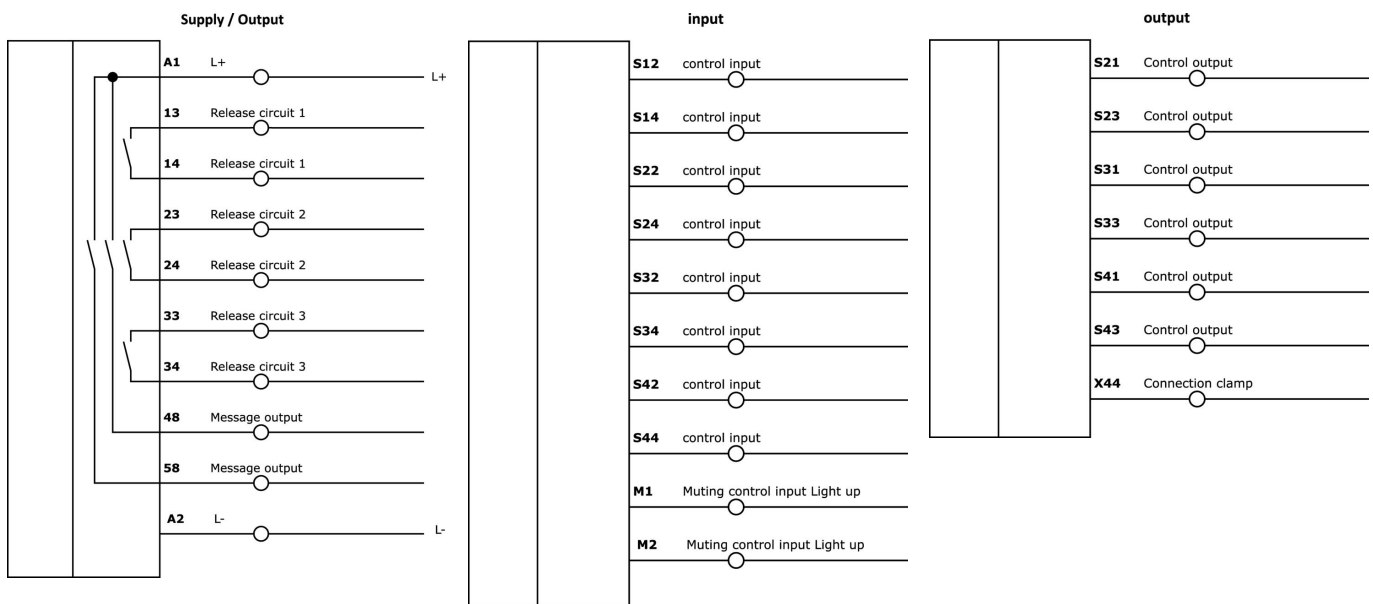 Supply / Output
A1 L+
L+
13 Release circuit 1
14 Release circuit 1
23 Release circuit 2
24 Release circuit 2
33 Release circuit 3
34 Release circuit 3
48 Message output
58 Message output
A2 L-
L-
input
S12 control input
S14 control input
S22 control input
S24 control input
S32 control input
S34 control input
S42 control input
S44 control input
M1 Muting control input Light up
M2 Muting control input Light up
output
S21 Control output
S23 Control output
S31 Control output
S33 Control output
S41 Control output
S43 Control output
X44 Connection clamp